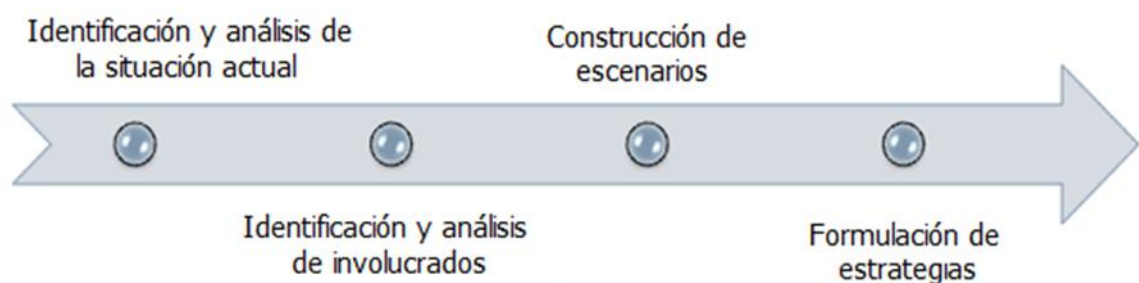 Identificación y análisis de
la situación actual
Identificación y análisis
de involucrados
Construcción de
escenarios
Formulación de
estrategias